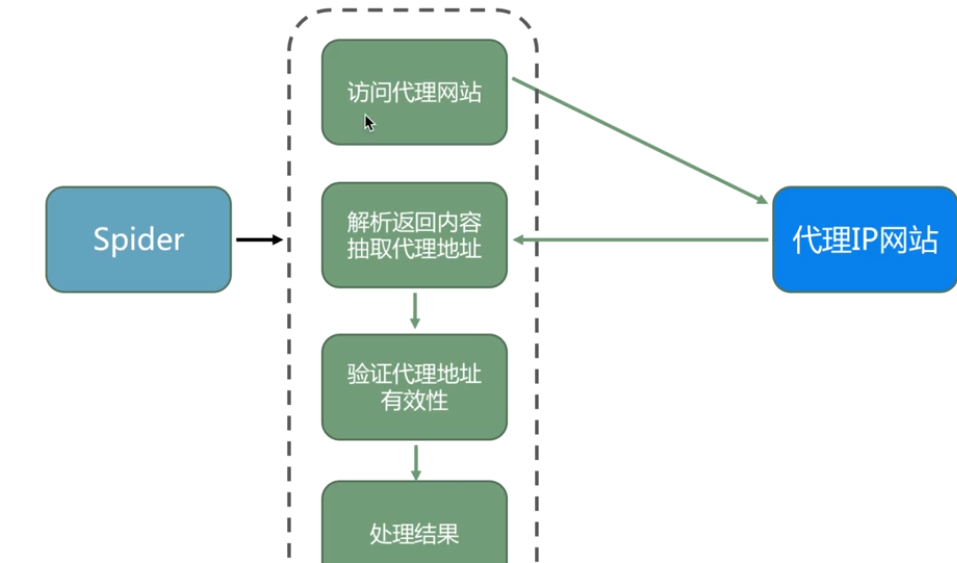 访问代理网站
Spider
解析返回内容
抽取代理地址
代理IP网站
验证代理地址
有效性
处理结果